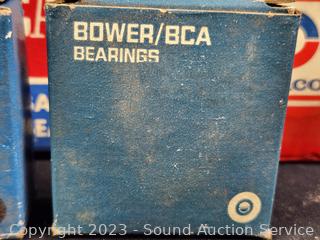 BOWER/BCA
BEARINGS
Copyright 2023 - Sound Auction Service